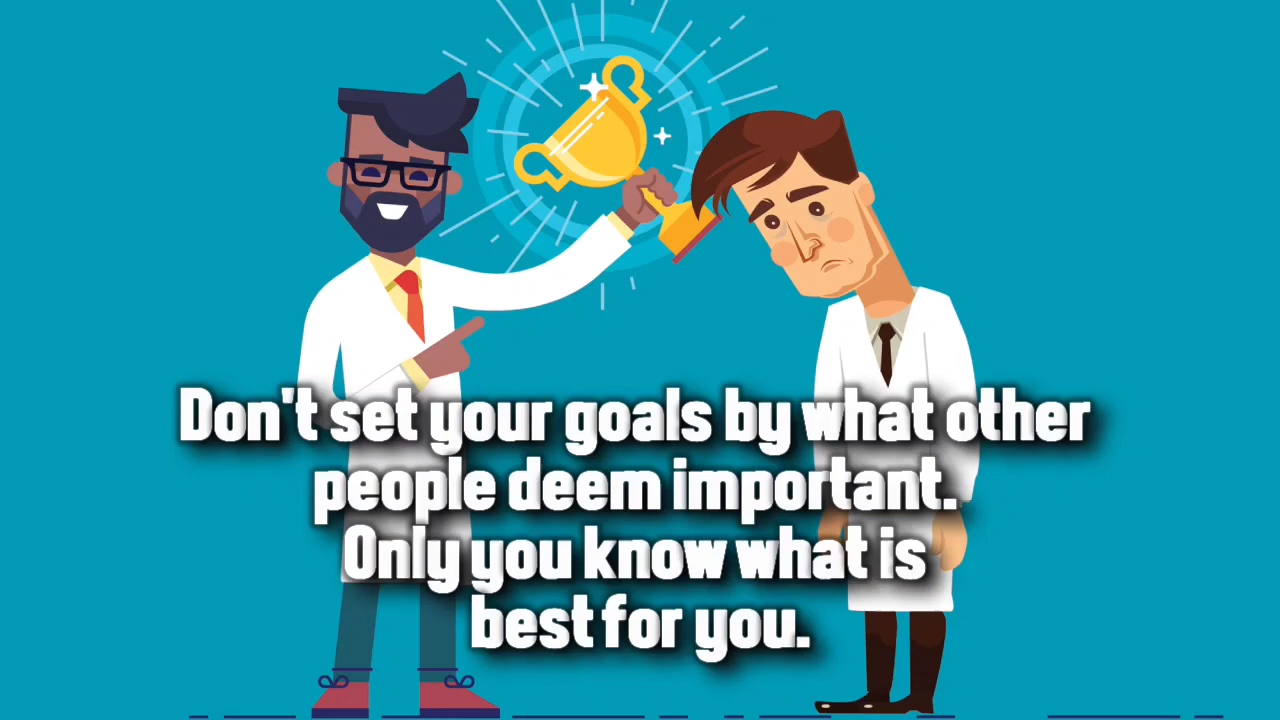 Don't set your goals by what other
people deem important.
Only you know what is
best for you.